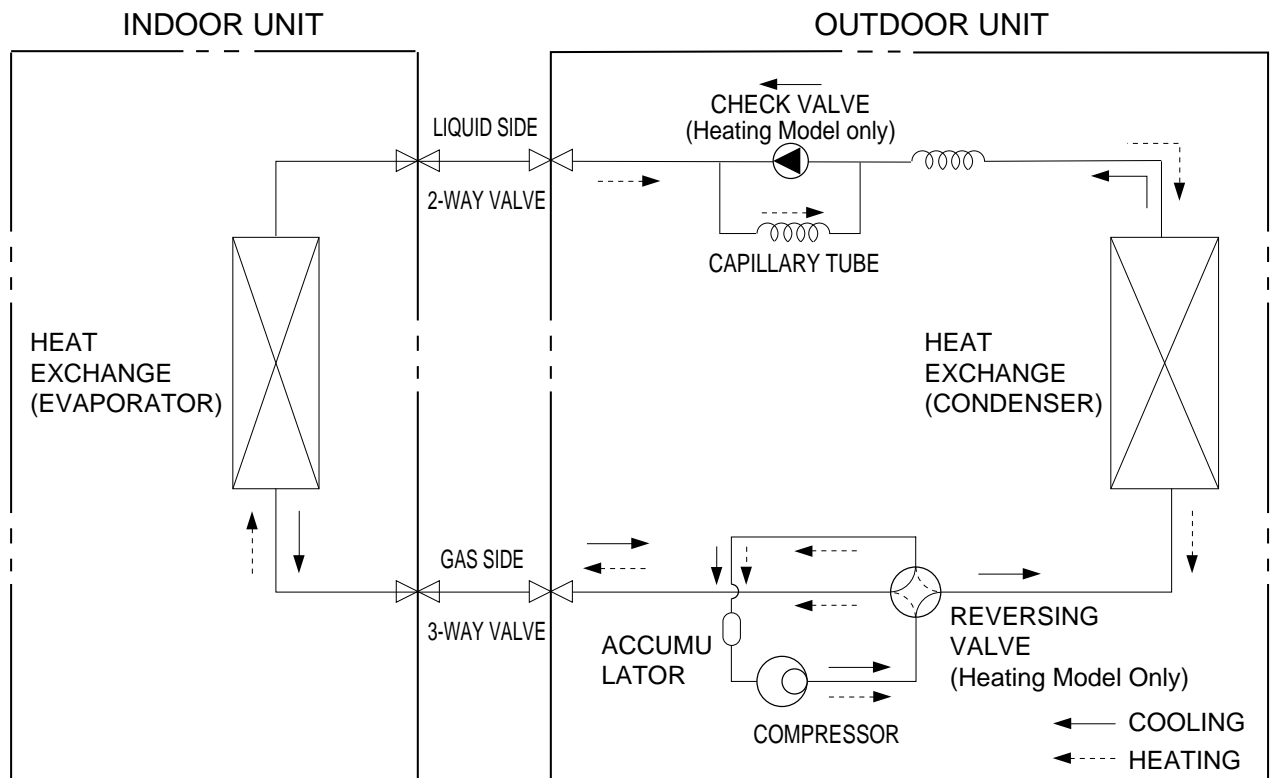 INDOOR UNIT
OUTDOOR UNIT
CHECK VALVE
(Heating Model only)
LIQUID SIDE
2-WAY VALVE
CAPILLARY TUBE
HEAT
EXCHANGE
(EVAPORATOR)
HEAT
EXCHANGE
(CONDENSER)
GAS SIDE
3-WAY VALVE
ACCUMU
LATOR
REVERSING
VALVE
(Heating Model Only)
COMPRESSOR
COOLING
HEATING